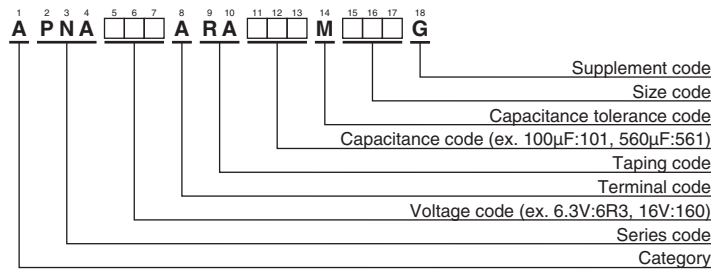 1 2 3 4 5 6 7 8 9 10 11 12 13 14 15 16 17 18
A PNA □□□ A RA □□□ M □□□ G
Supplement code
Size code
Capacitance tolerance code
Capacitance code (ex. 100µF:101, 560µF:561)
Taping code
Terminal code
Voltage code (ex. 6.3V:6R3, 16V:160)
Series code
Category